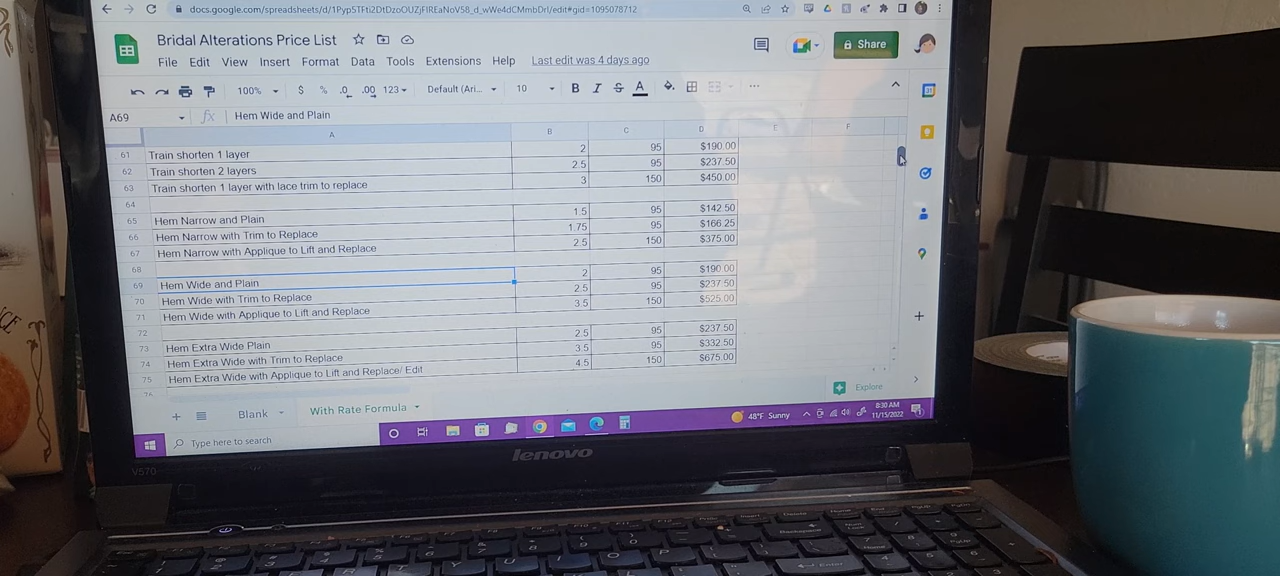 docs.google.com/spreadsheets/d/1Pyp5TFti2DtDzoOUZjFIREaNoV58_d_wWe4dCMmbDrI/edit#gid=1095078712
Bridal Alterations Price List
File Edit View Insert Format Data Tools Extensions Help Last edit was 4 days ago
Share
100% $ % .0 .00 123 Default (Ari... 10 B I S A
A69 fx Hem Wide and Plain
A B C D E F
61 Train shorten 1 layer 2 95 $190.00
62 Train shorten 2 layers 2.5 95 $237.50
63 Train shorten 1 layer with lace trim to replace 3 150 $450.00
64
65 Hem Narrow and Plain 1.5 95 $142.50
66 Hem Narrow with Trim to Replace 1.75 95 $166.25
67 Hem Narrow with Applique to Lift and Replace 2.5 150 $375.00
68
69 Hem Wide and Plain 2 95 $190.00
70 Hem Wide with Trim to Replace 2.5 95 $237.50
71 Hem Wide with Applique to Lift and Replace 3.5 150 $525.00
72
73 Hem Extra Wide Plain 2.5 95 $237.50
74 Hem Extra Wide with Trim to Replace 3.5 95 $332.50
75 Hem Extra Wide with Applique to Lift and Replace/ Edit 4.5 150 $675.00
76
Blank With Rate Formula Explore
Type here to search 48°F Sunny 8:30 AM
11/15/2022
V570
lenovo